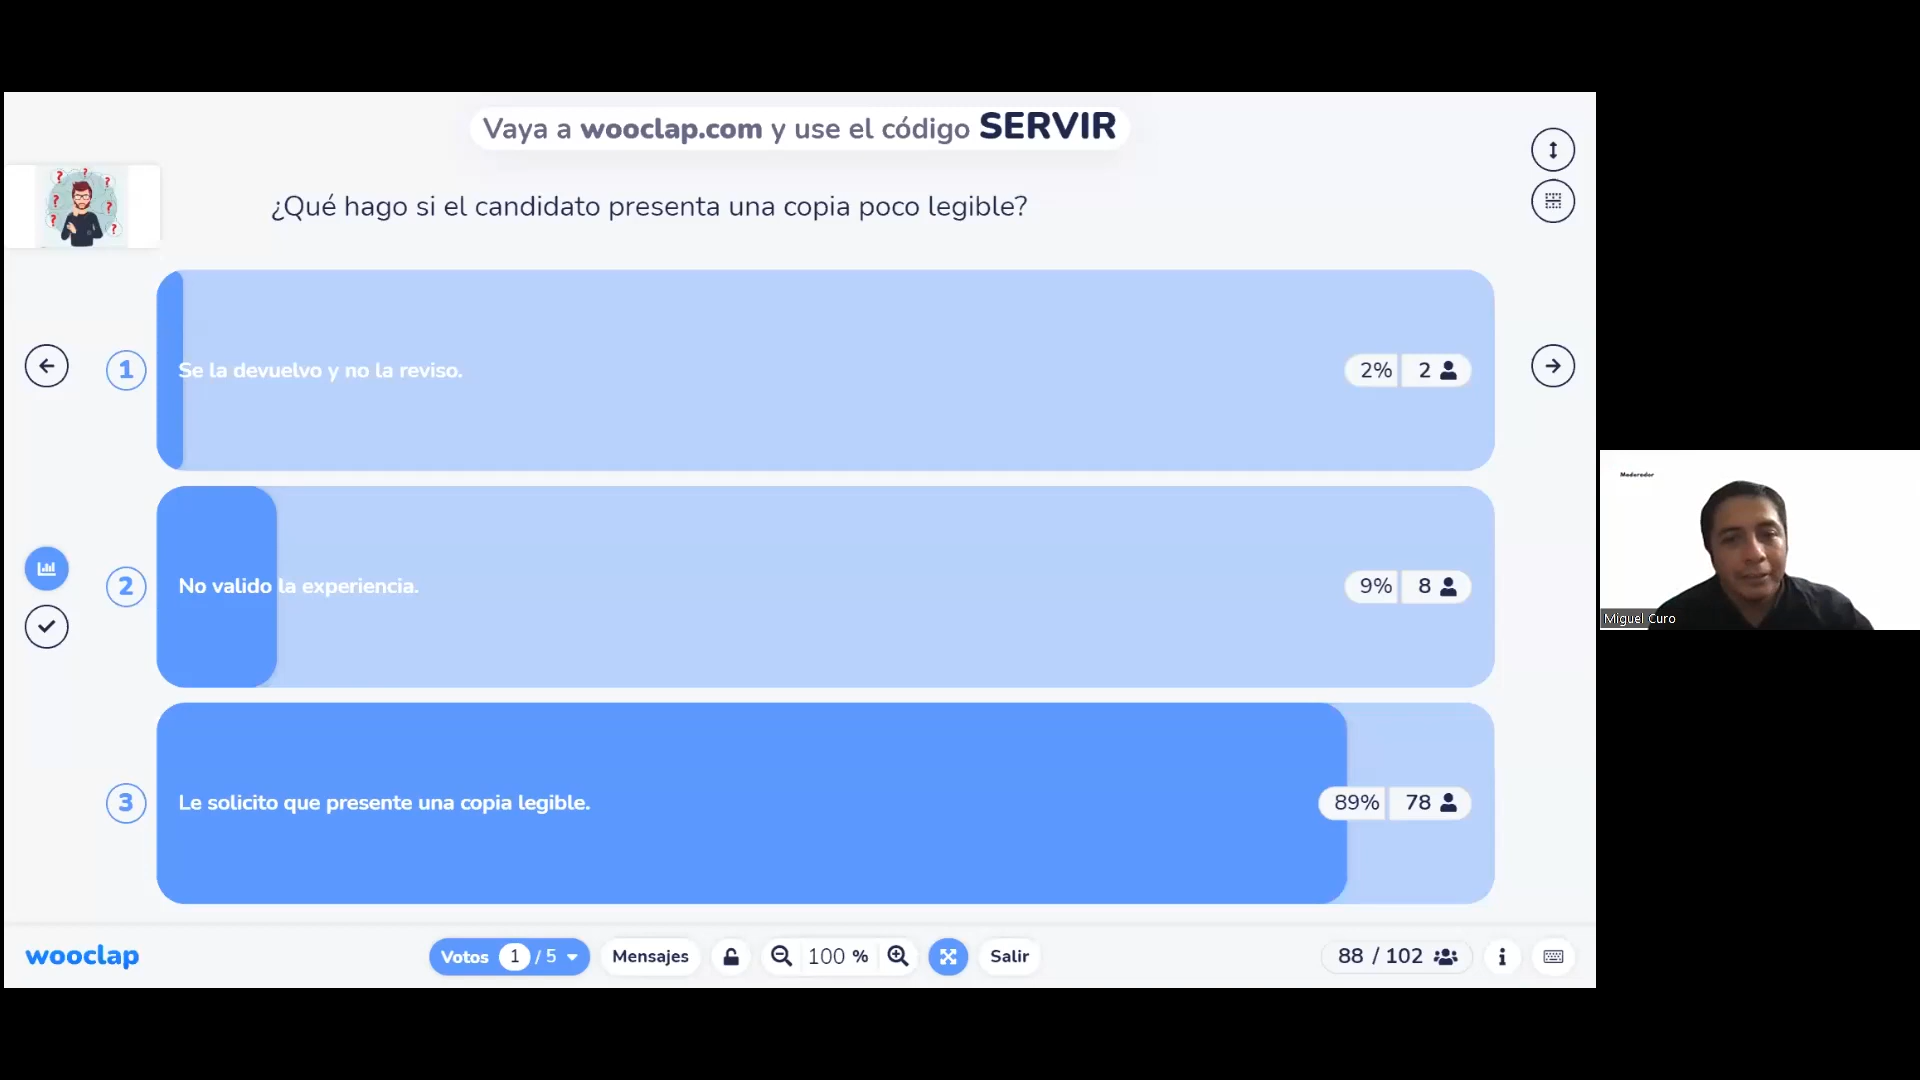 Vaya a wooclap.com y use el código SERVIR
¿Qué hago si el candidato presenta una copia poco legible?
1 Se la devuelvo y no la reviso. 2% 2
2 No valido la experiencia. 9% 8
3 Le solicito que presente una copia legible. 89% 78
Moderador
Miguel Curo
wooclap Votos 1 / 5 Mensajes 100 % Salir 88 / 102